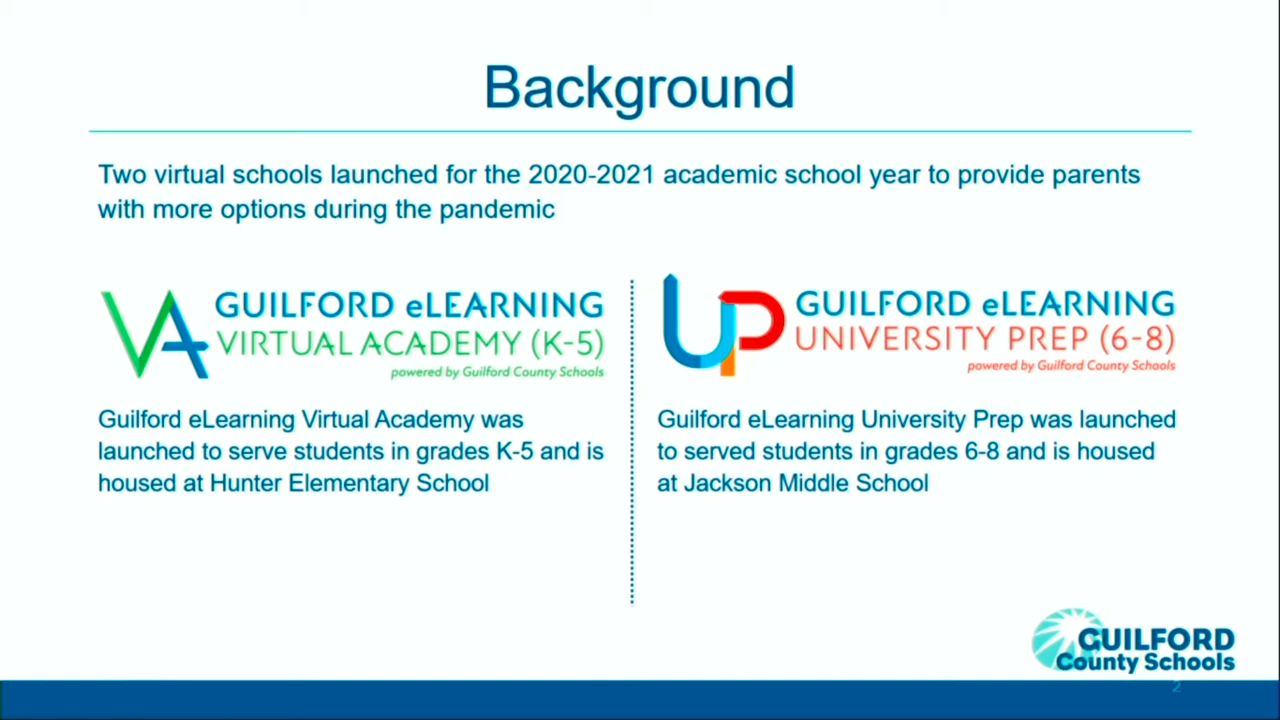 Background
Two virtual schools launched for the 2020-2021 academic school year to provide parents
with more options during the pandemic
VA GUILFORD eLEARNING
VIRTUAL ACADEMY (K-5)
powered by Guilford County Schools
Guilford eLearning Virtual Academy was
launched to serve students in grades K-5 and is
housed at Hunter Elementary School
UP GUILFORD eLEARNING
UNIVERSITY PREP (6-8)
powered by Guilford County Schools
Guilford eLearning University Prep was launched
to served students in grades 6-8 and is housed
at Jackson Middle School
GUILFORD
County Schools
2